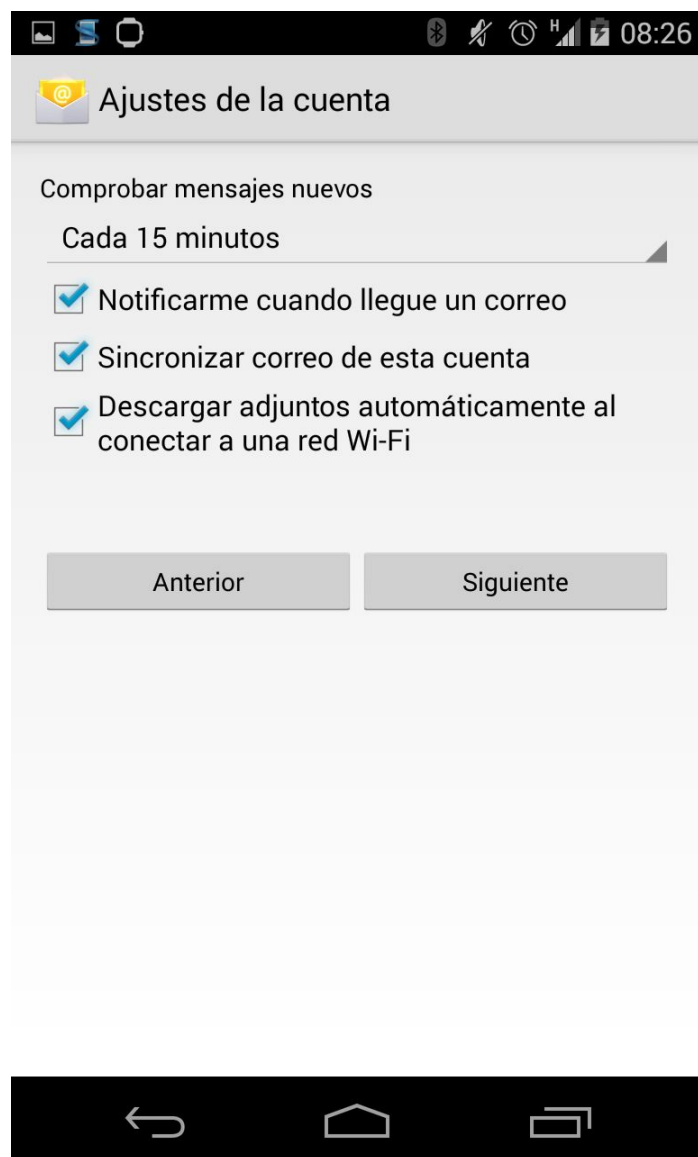 H 08:26
@ Ajustes de la cuenta
Comprobar mensajes nuevos
Cada 15 minutos
Notificarme cuando llegue un correo
Sincronizar correo de esta cuenta
Descargar adjuntos automáticamente al
conectar a una red Wi-Fi
Anterior Siguiente